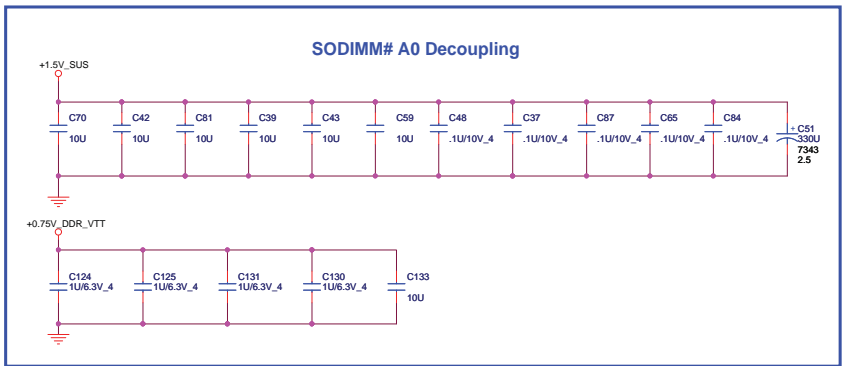 SODIMM# A0 Decoupling
+1.5V_SUS
C70
10U
C42
10U
C81
10U
C39
10U
C43
10U
C59
10U
C48
.1U/10V_4
C37
.1U/10V_4
C87
.1U/10V_4
C65
.1U/10V_4
C84
.1U/10V_4
+ C51
330U
7343
2.5
+0.75V_DDR_VTT
C124
1U/6.3V_4
C125
1U/6.3V_4
C131
1U/6.3V_4
C130
1U/6.3V_4
C133
10U